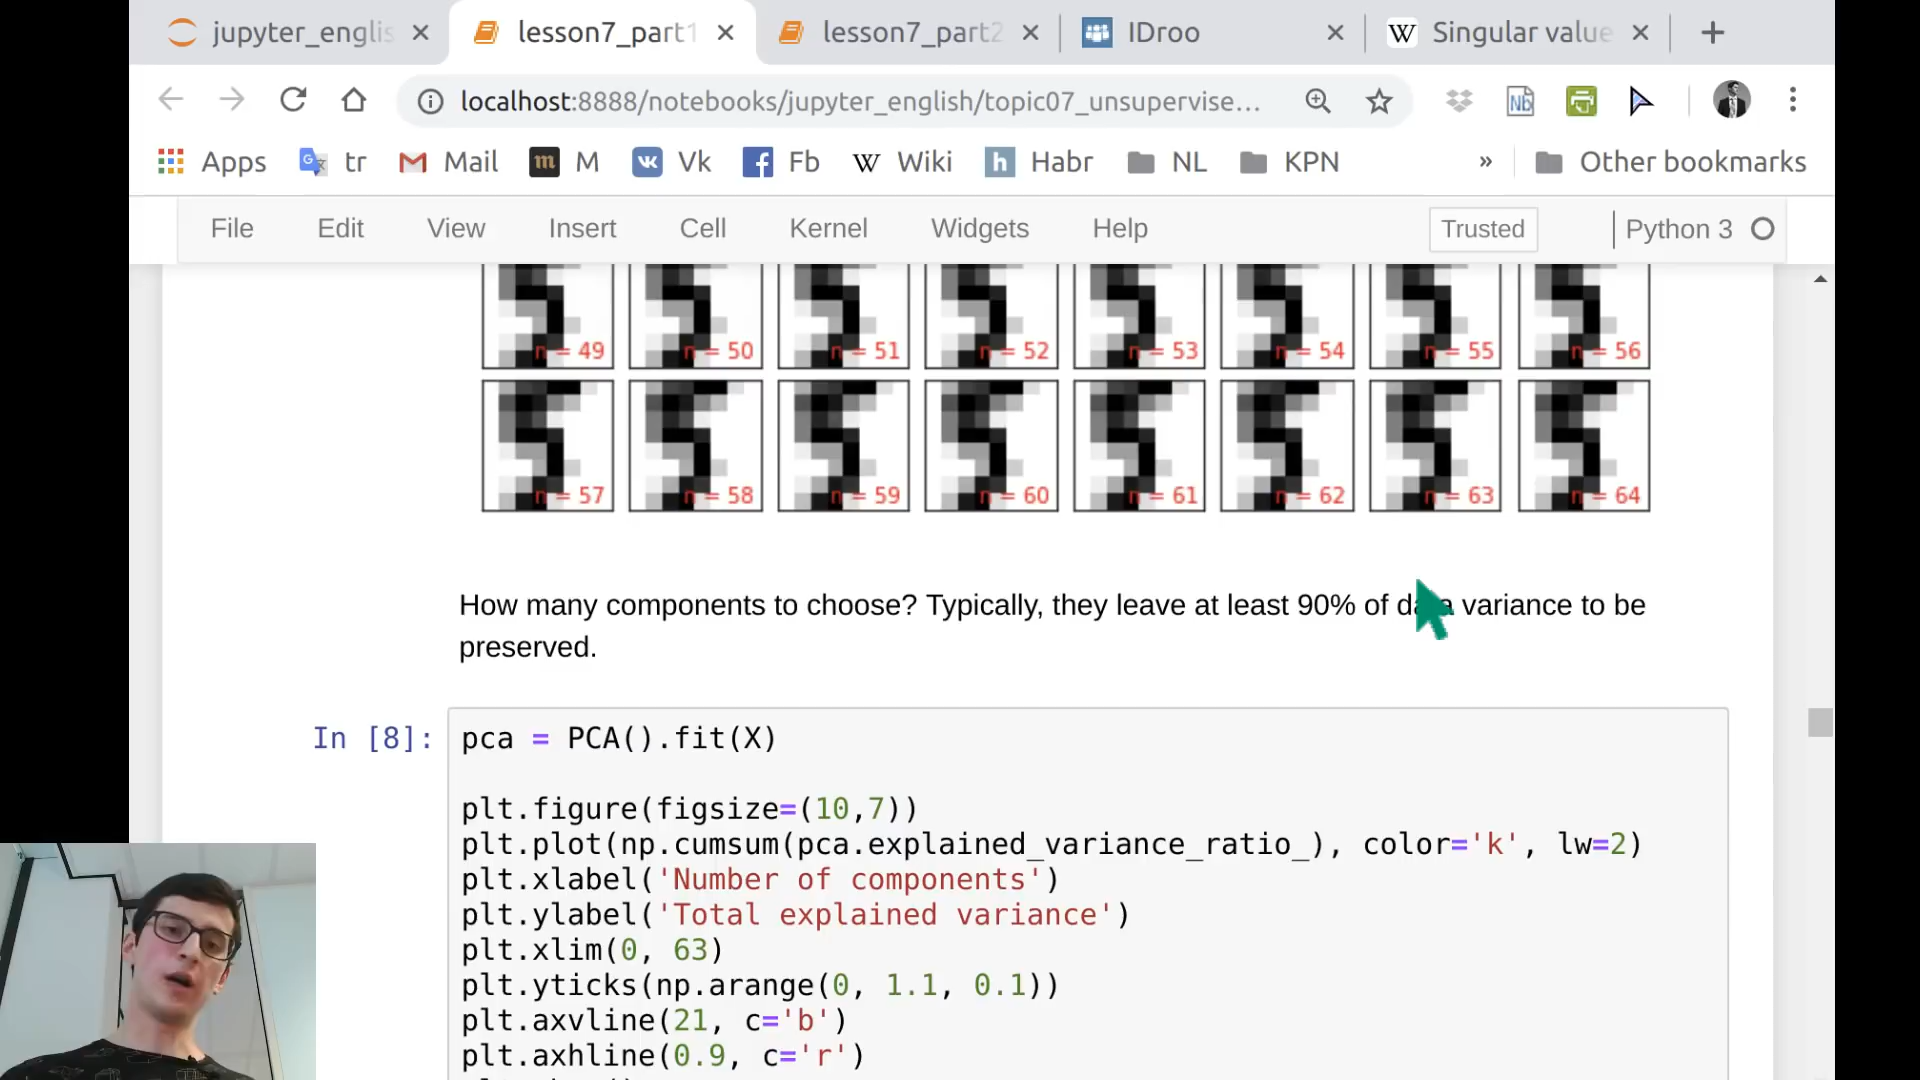 jupyter_englis
lesson7_part1
lesson7_part2
IDroo
W Singular value
localhost:8888/notebooks/jupyter_english/topic07_unsupervise...
Nb
Apps
tr
Mail
m M
Vk
Fb
W Wiki
h Habr
NL
KPN
»
Other bookmarks
File Edit View Insert Cell Kernel Widgets Help
Trusted
Python 3
n = 49 n = 50 n = 51 n = 52 n = 53 n = 54 n = 55 n = 56
n = 57 n = 58 n = 59 n = 60 n = 61 n = 62 n = 63 n = 64
How many components to choose? Typically, they leave at least 90% of data variance to be
preserved.
In [8]: pca = PCA().fit(X)
plt.figure(figsize=(10,7))
plt.plot(np.cumsum(pca.explained_variance_ratio_), color='k', lw=2)
plt.xlabel('Number of components')
plt.ylabel('Total explained variance')
plt.xlim(0, 63)
plt.yticks(np.arange(0, 1.1, 0.1))
plt.axvline(21, c='b')
plt.axhline(0.9, c='r')